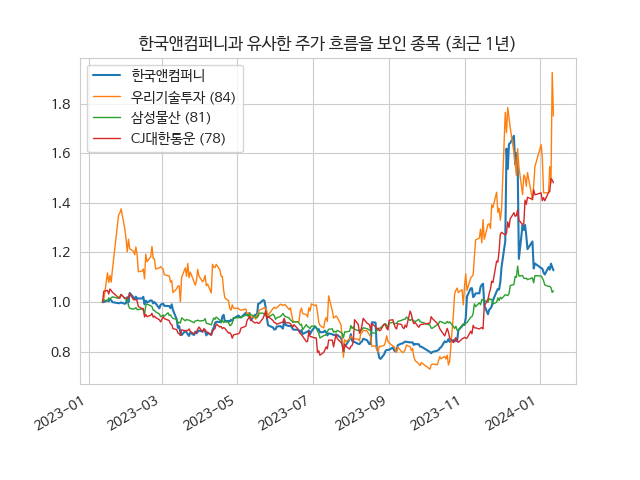 한국앤컴퍼니과 유사한 주가 흐름을 보인 종목 (최근 1년)
한국앤컴퍼니
우리기술투자 (84)
삼성물산 (81)
CJ대한통운 (78)
1.8
1.6
1.4
1.2
1.0
0.8
2023-01
2023-03
2023-05
2023-07
2023-09
2023-11
2024-01